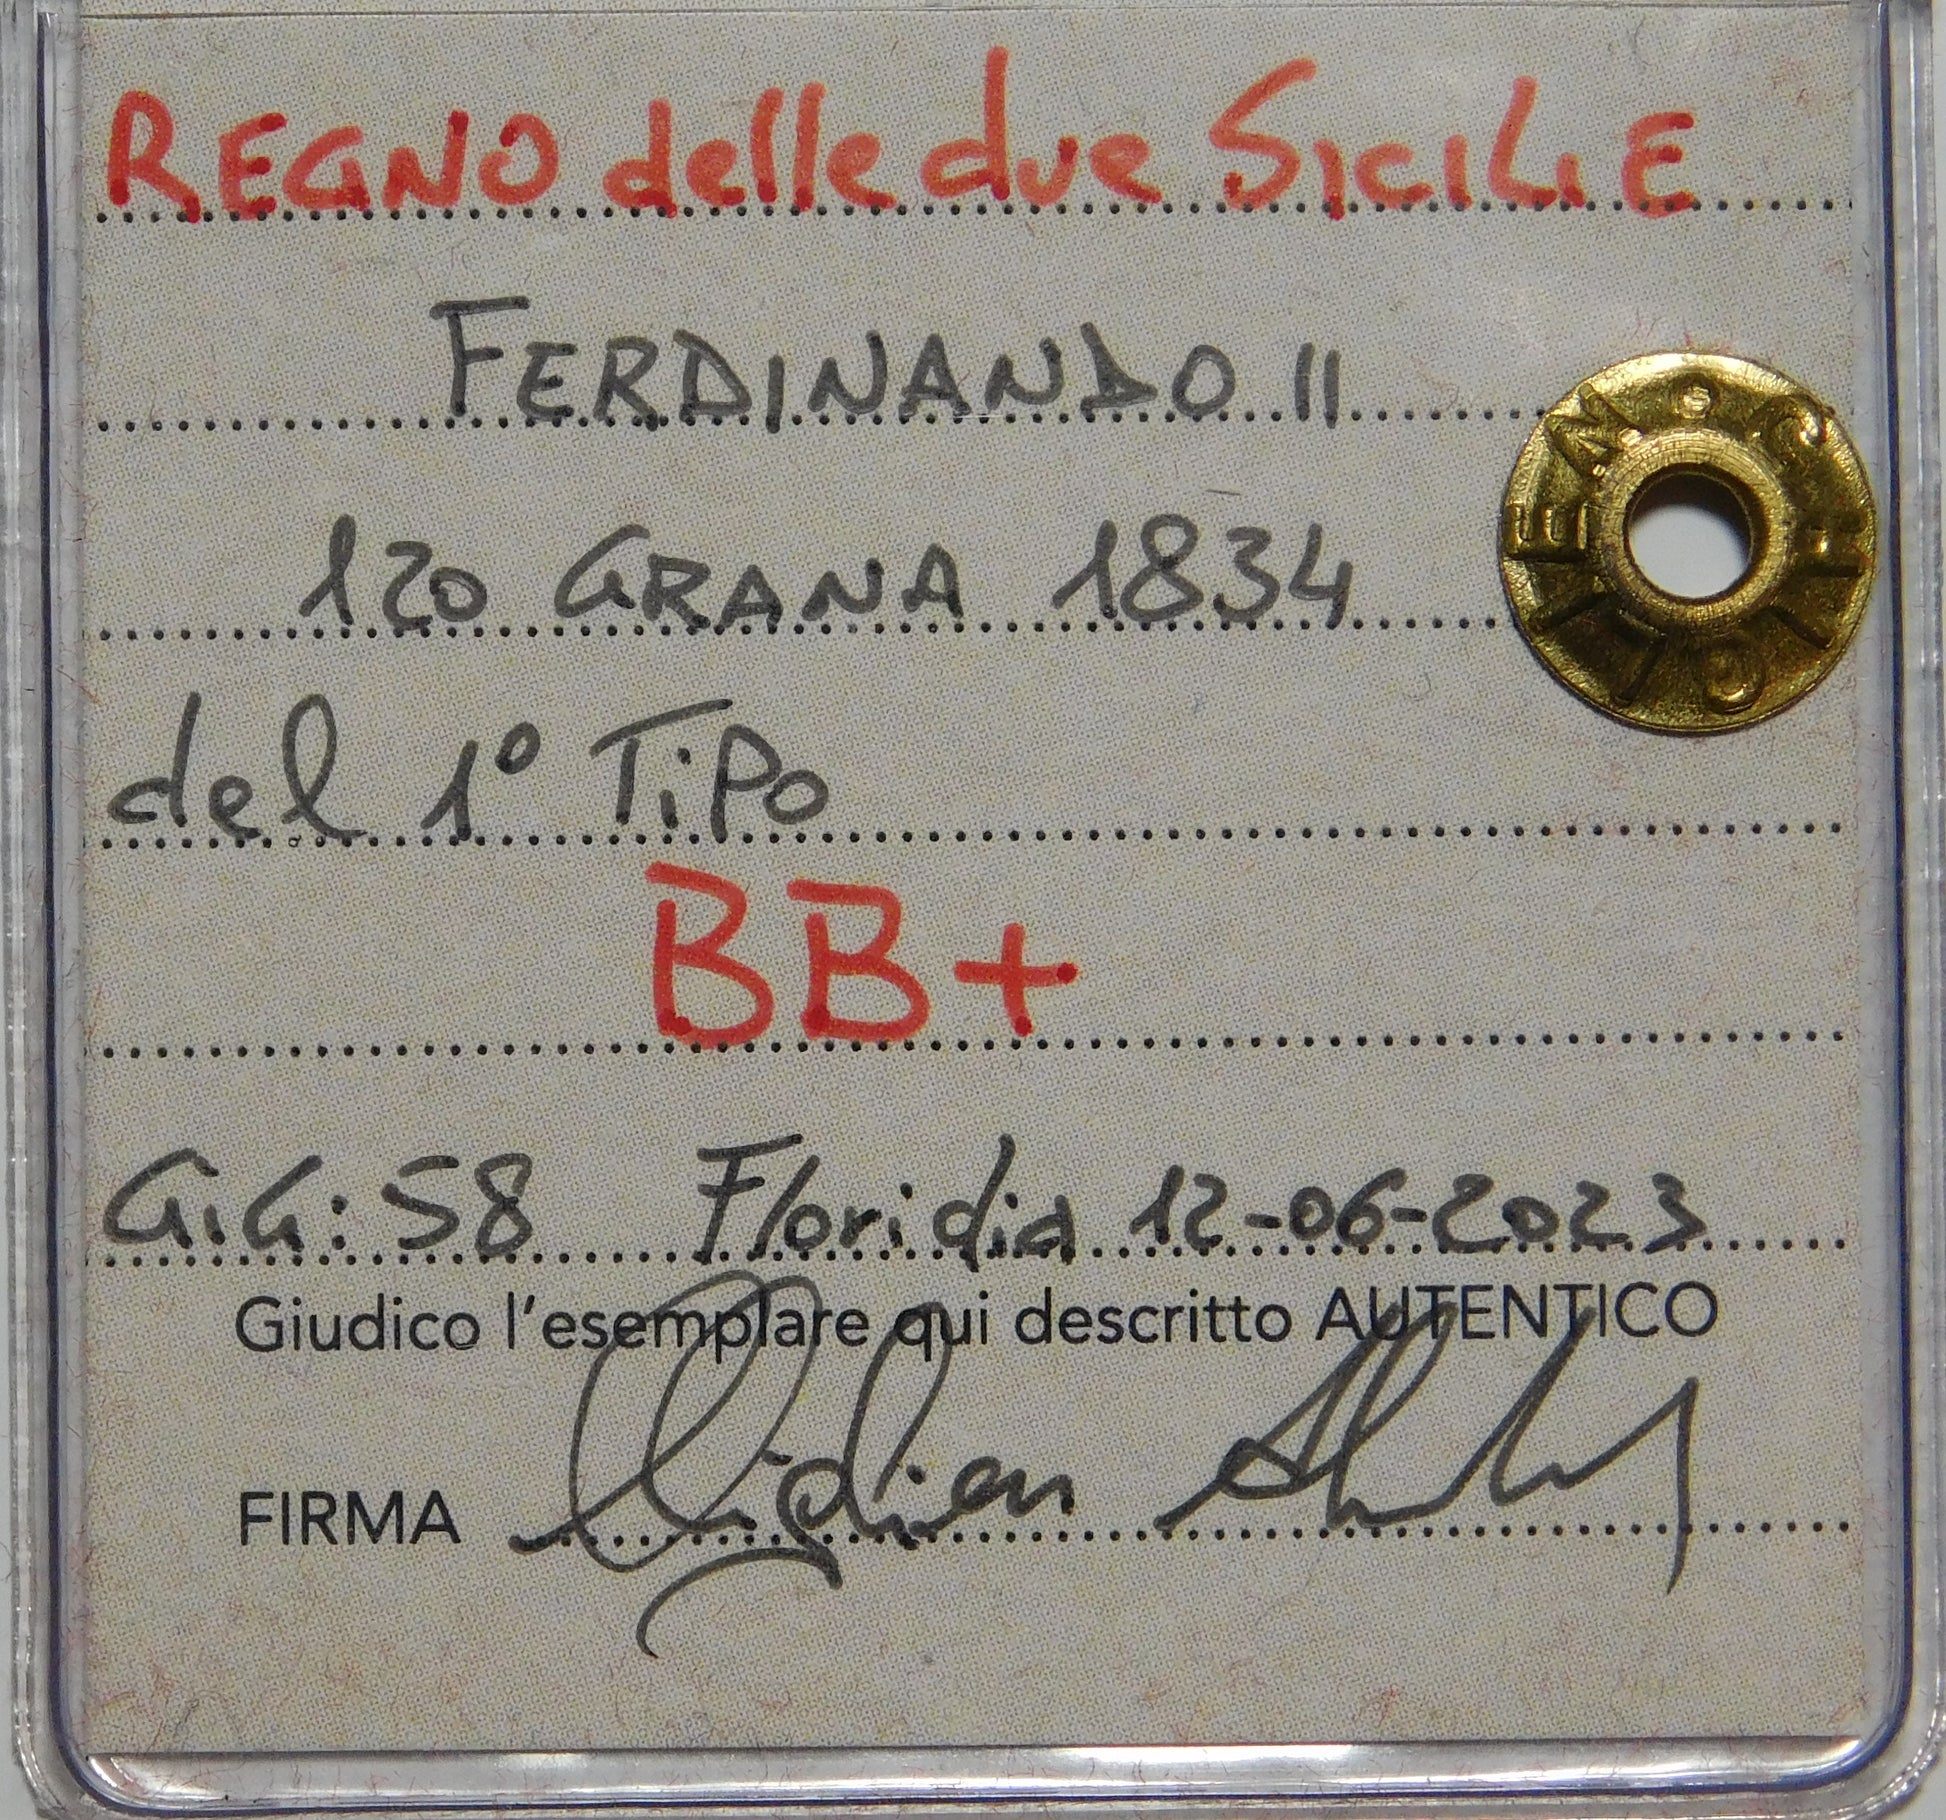 REGNO delle due SICILIE
FERDINANDO II
120 GRANA 1834
del 1° TiPo
BB+
G.G: 58 Floridia 12-06-2023
Giudico l'esemplare qui descritto AUTENTICO
FIRMA